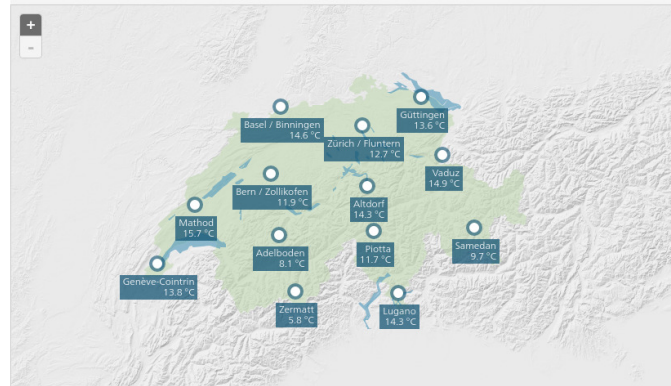 +
-
Güttingen
13.6 °C
Basel / Binningen
14.6 °C
Zürich / Fluntern
12.7 °C
Vaduz
14.9 °C
Bern / Zollikofen
11.9 °C
Altdorf
14.3 °C
Mathod
15.7 °C
Adelboden
8.1 °C
Piotta
11.7 °C
Samedan
9.7 °C
Genève-Cointrin
13.8 °C
Zermatt
5.8 °C
Lugano
14.3 °C